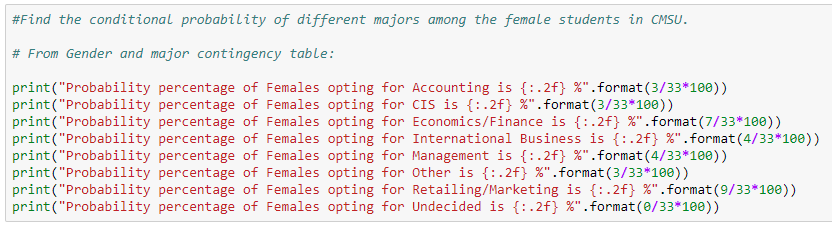 #Find the conditional probability of different majors among the female students in CMSU.
# From Gender and major contingency table:
print("Probability percentage of Females opting for Accounting is {:.2f} %".format(3/33*100))
print("Probability percentage of Females opting for CIS is {:.2f} %".format(3/33*100))
print("Probability percentage of Females opting for Economics/Finance is {:.2f} %".format(7/33*100))
print("Probability percentage of Females opting for International Business is {:.2f} %".format(4/33*100))
print("Probability percentage of Females opting for Management is {:.2f} %".format(4/33*100))
print("Probability percentage of Females opting for Other is {:.2f} %".format(3/33*100))
print("Probability percentage of Females opting for Retailing/Marketing is {:.2f} %".format(9/33*100))
print("Probability percentage of Females opting for Undecided is {:.2f} %".format(0/33*100))